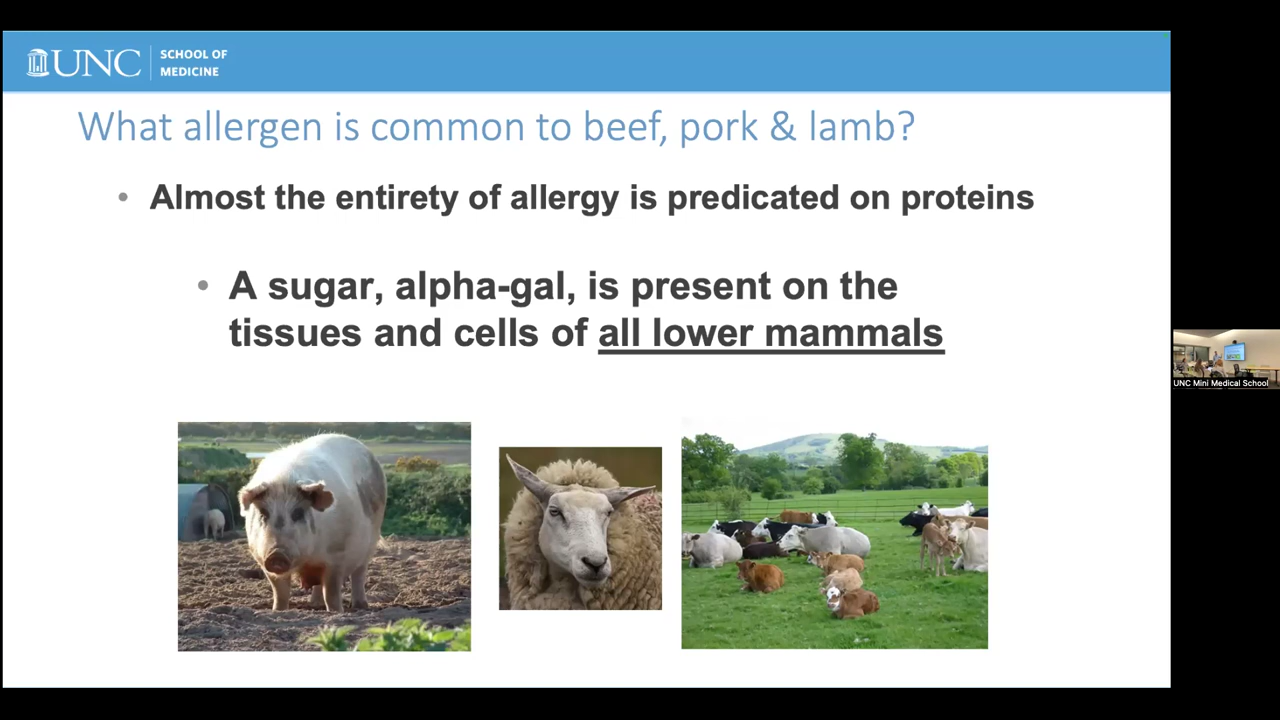 UNC
SCHOOL OF
MEDICINE
What allergen is common to beef, pork & lamb?
• Almost the entirety of allergy is predicated on proteins
• A sugar, alpha-gal, is present on the
tissues and cells of all lower mammals
UNC Mini Medical School